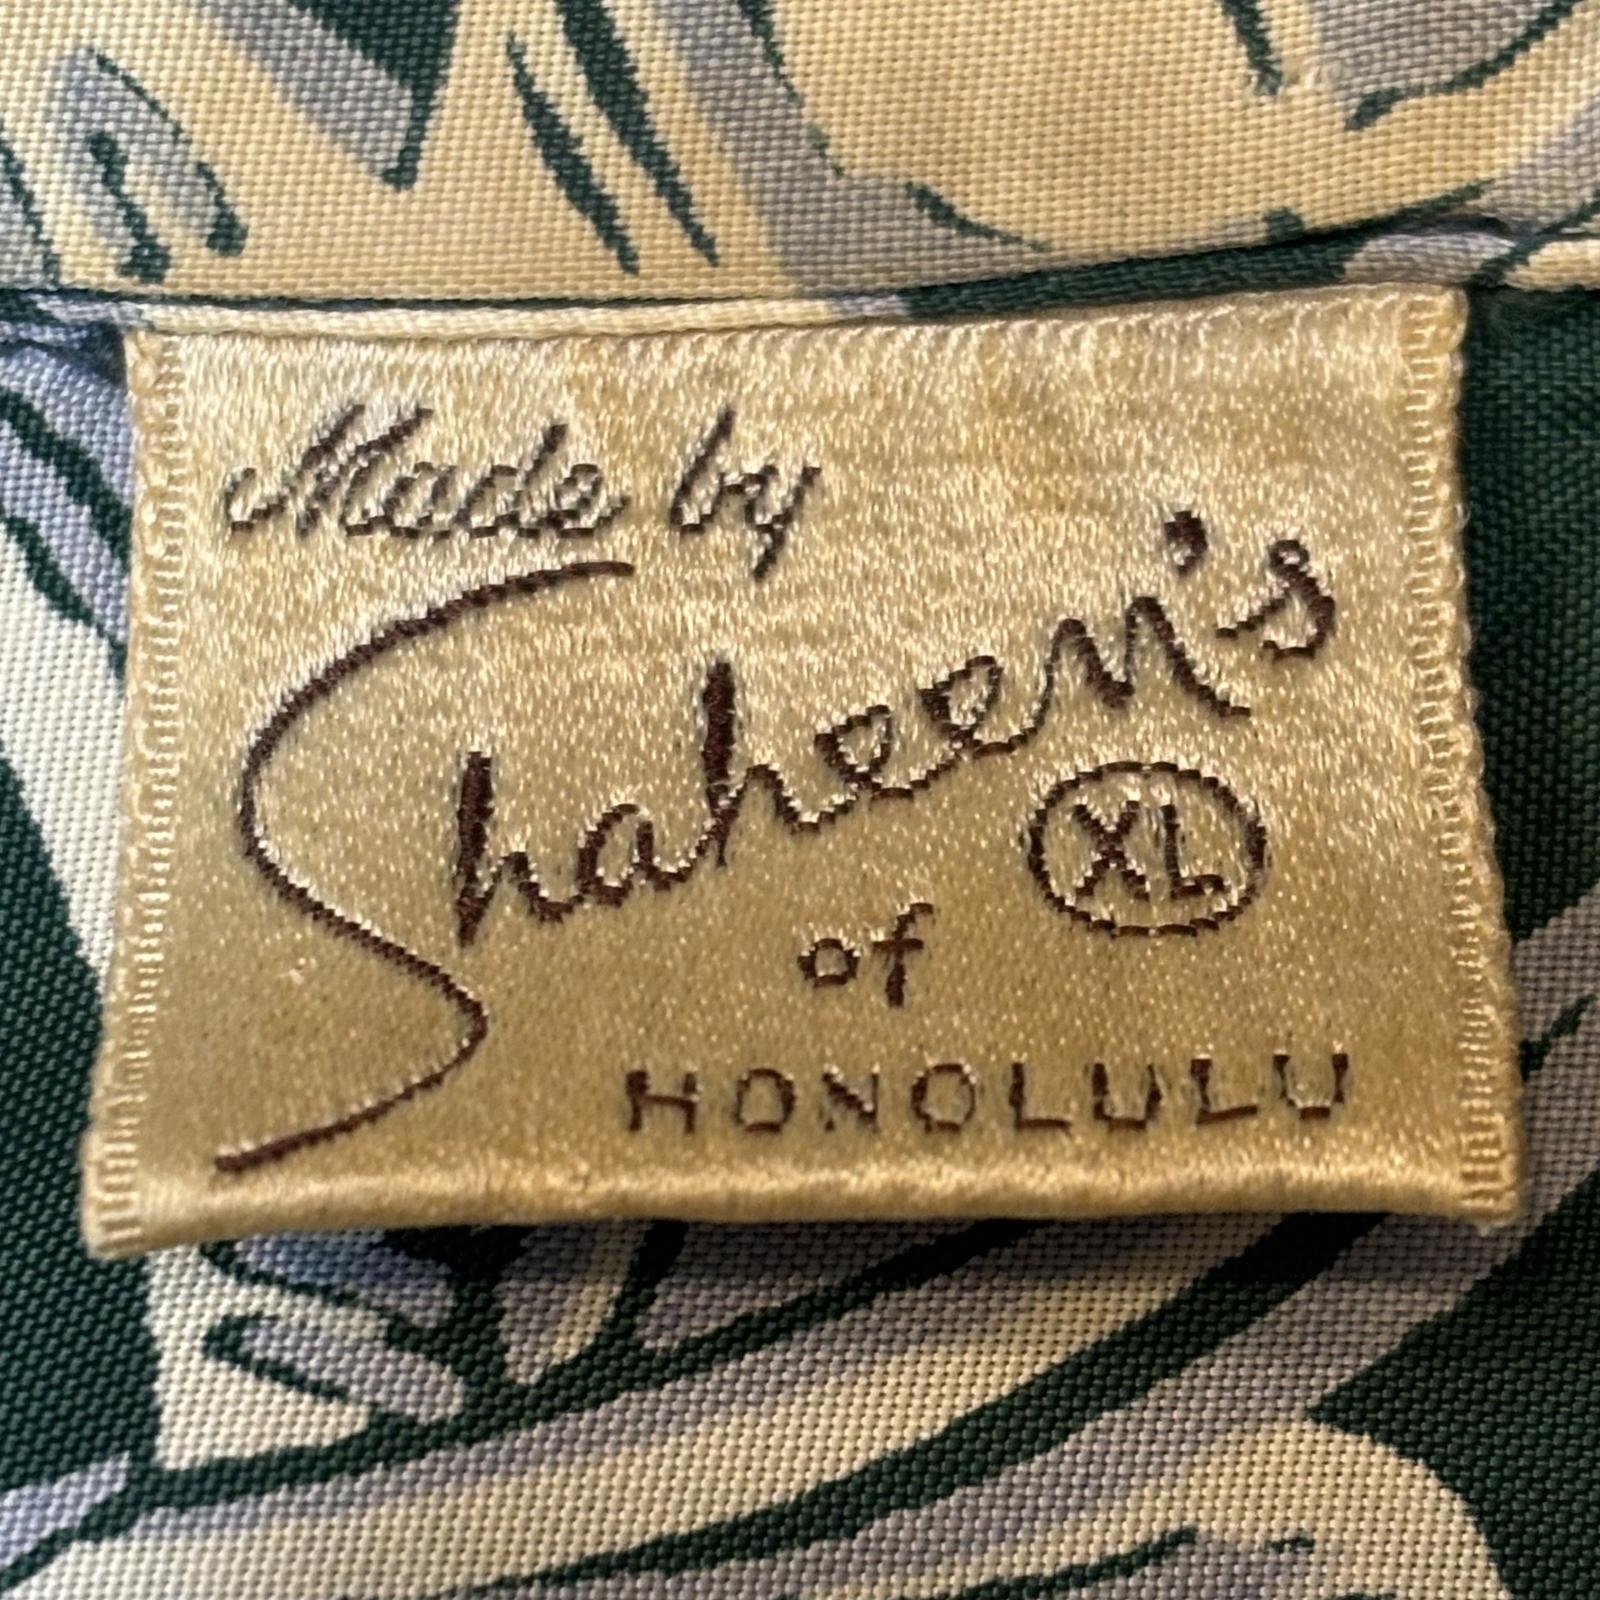 Made by
Shaheen's
XL
of
HONOLULU